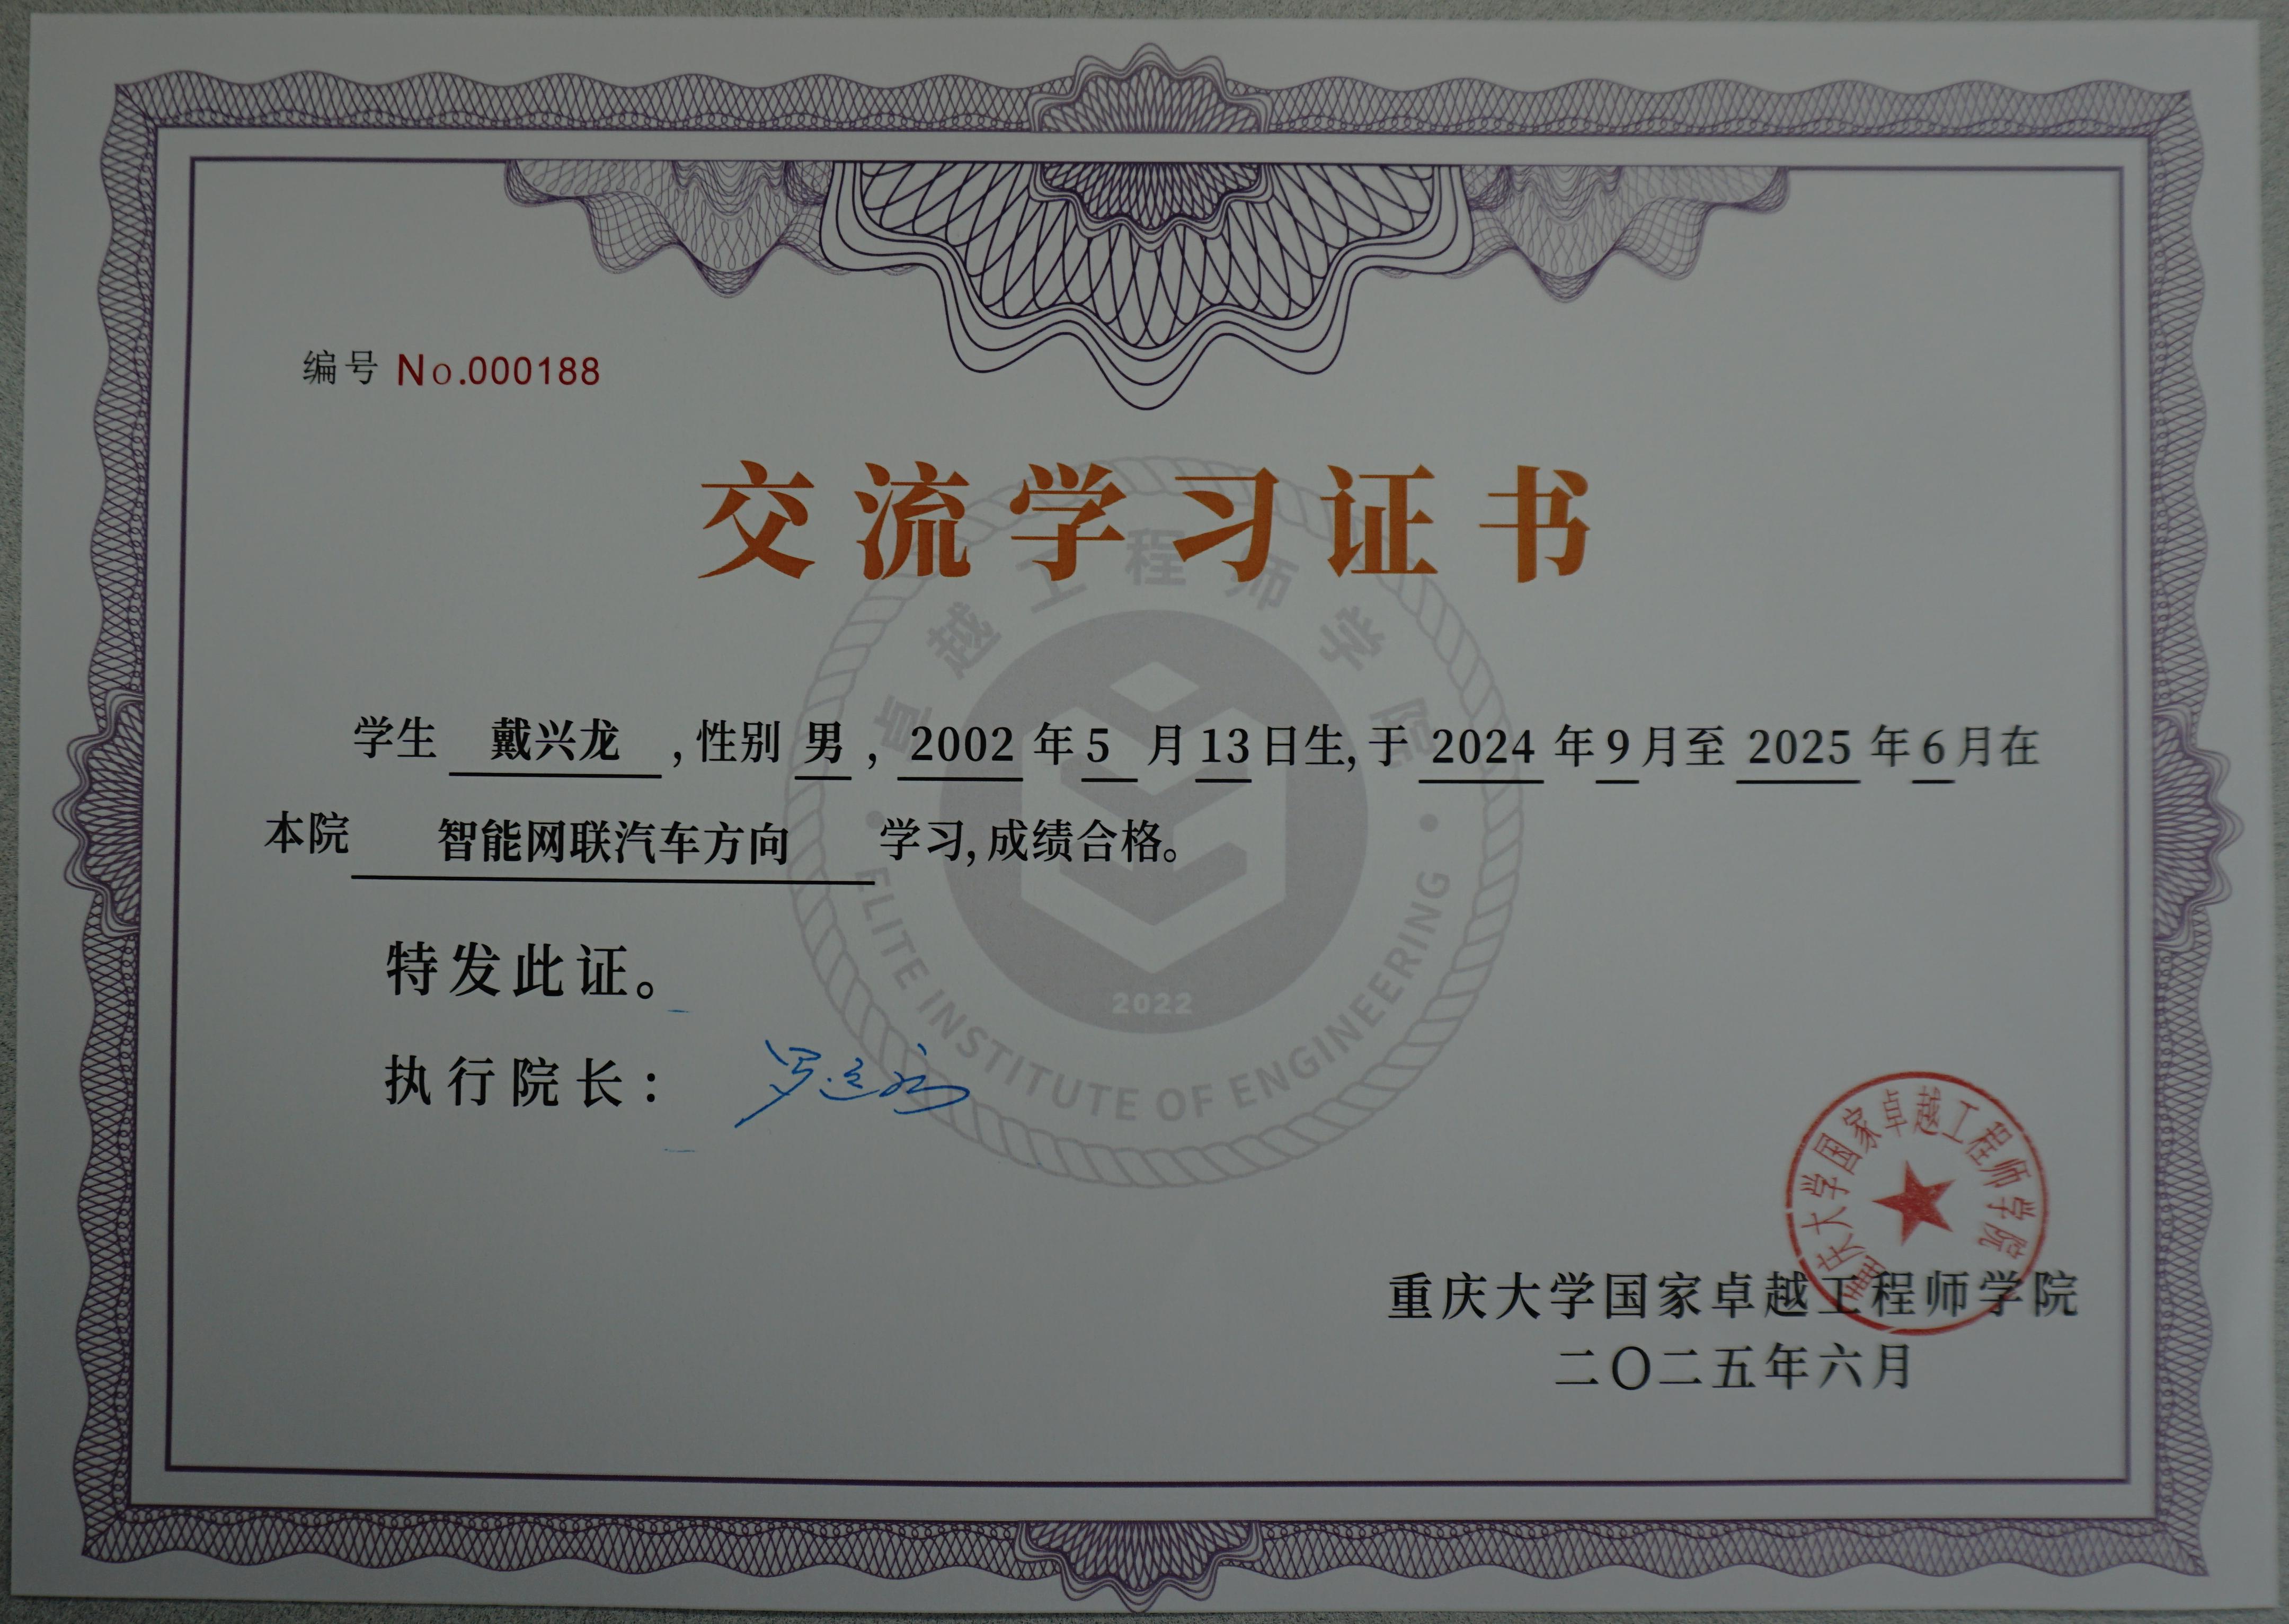 编号 No.000188
交流学习证书
学生 戴兴龙 ,性别 男 , 2002 年 5 月 13 日生,于 2024 年 9 月至 2025 年 6 月在
本院 智能网联汽车方向 学习,成绩合格。
特发此证。
执行院长：
重庆大学国家卓越工程师学院
二〇二五年六月
重庆大学国家卓越工程师学院
卓越工程师学院
ELITE INSTITUTE OF ENGINEERING
2022